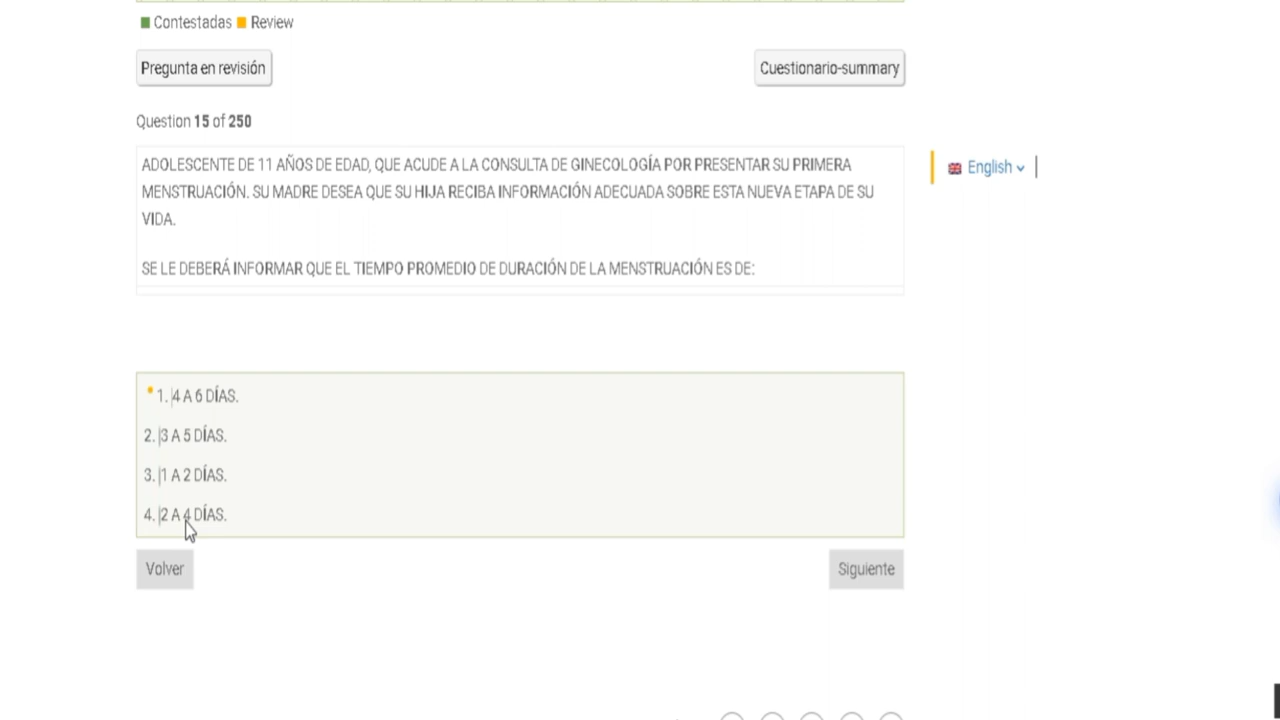 Contestadas Review
Pregunta en revisión
Cuestionario-summary
Question 15 of 250
ADOLESCENTE DE 11 AÑOS DE EDAD, QUE ACUDE A LA CONSULTA DE GINECOLOGÍA POR PRESENTAR SU PRIMERA
MENSTRUACIÓN. SU MADRE DESEA QUE SU HIJA RECIBA INFORMACIÓN ADECUADA SOBRE ESTA NUEVA ETAPA DE SU
VIDA.
SE LE DEBERÁ INFORMAR QUE EL TIEMPO PROMEDIO DE DURACIÓN DE LA MENSTRUACIÓN ES DE:
English
1. 4 A 6 DÍAS.
2. 3 A 5 DÍAS.
3. 1 A 2 DÍAS.
4. 2 A 4 DÍAS.
Volver
Siguiente